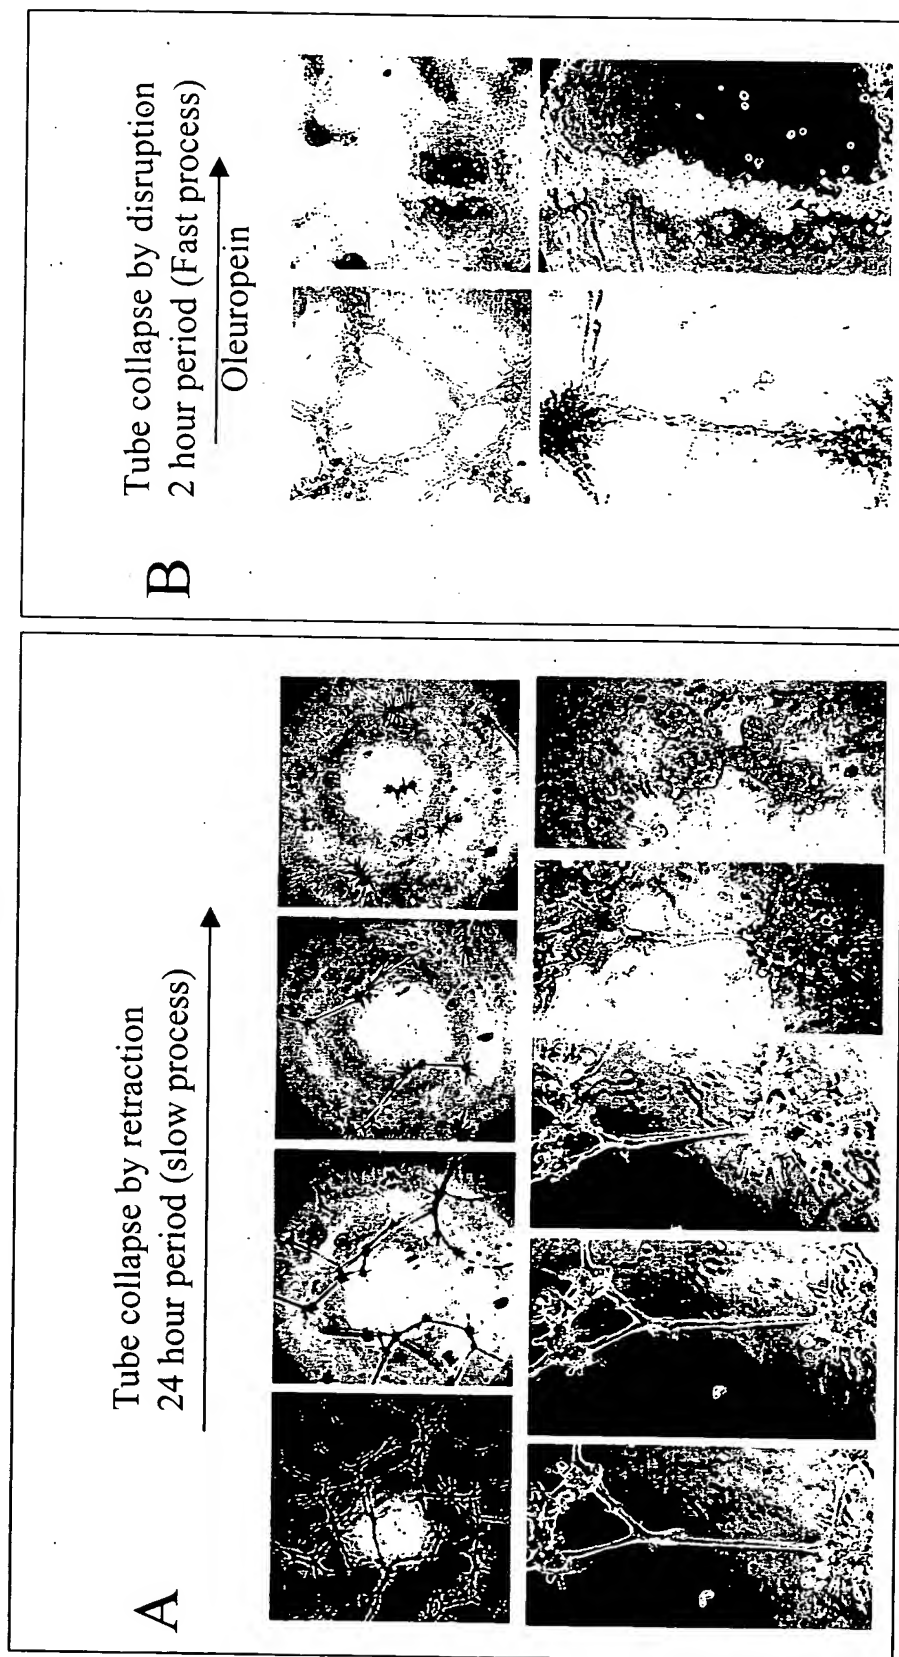 A
Tube collapse by retraction
24 hour period (slow process)
B
Tube collapse by disruption
2 hour period (Fast process)
Oleuropein